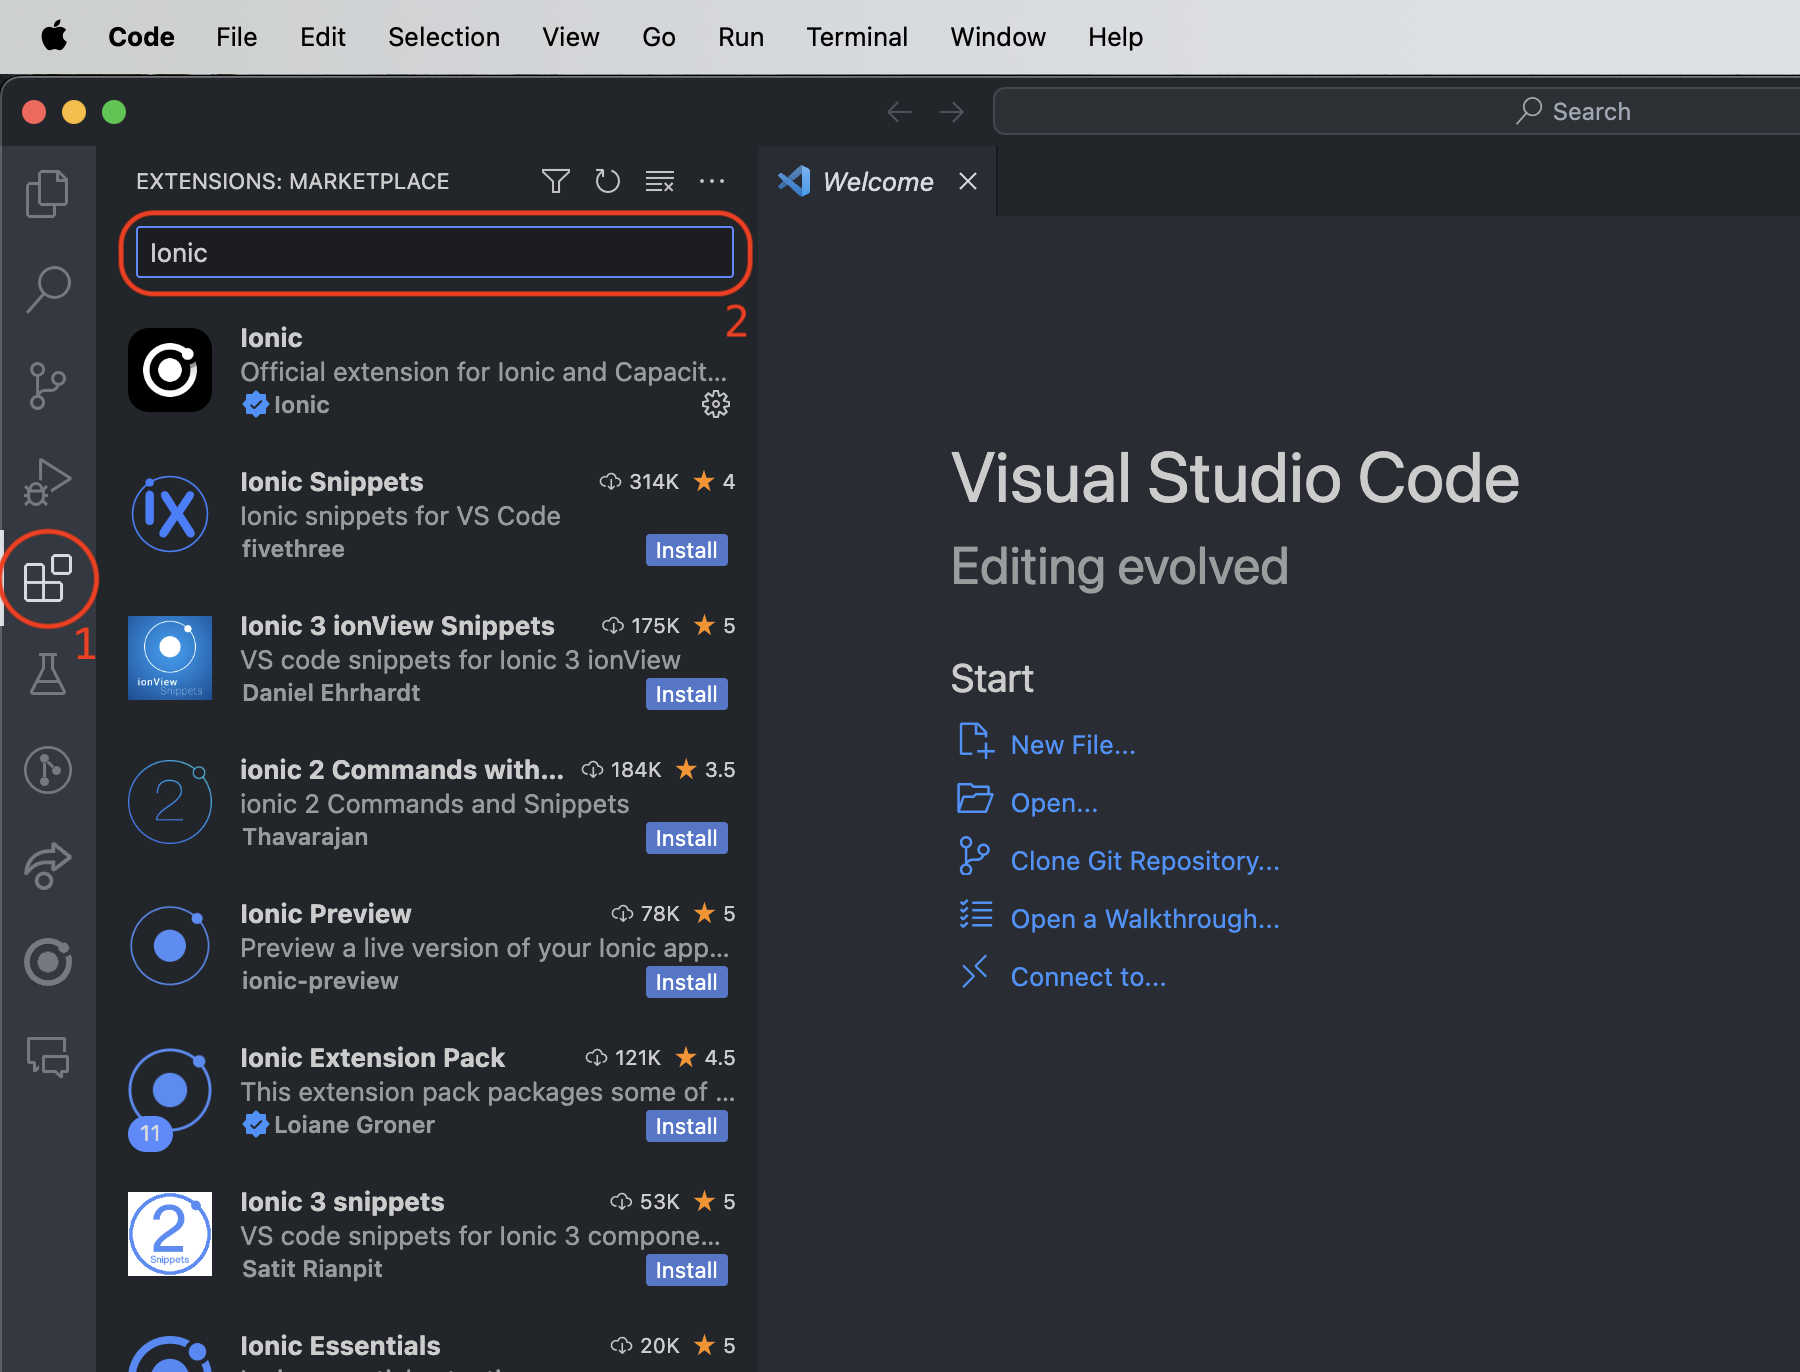 Code File Edit Selection View Go Run Terminal Window Help
Search
EXTENSIONS: MARKETPLACE
Welcome
Ionic
2
Ionic
Official extension for Ionic and Capacit...
Ionic
Ionic Snippets 314K 4
Ionic snippets for VS Code
fivethree Install
iX
1
Ionic 3 ionView Snippets 175K 5
VS code snippets for Ionic 3 ionView
Daniel Ehrhardt Install
ionView
Snippets
ionic 2 Commands with... 184K 3.5
ionic 2 Commands and Snippets
Thavarajan Install
2
Ionic Preview 78K 5
Preview a live version of your Ionic app...
ionic-preview Install
Ionic Extension Pack 121K 4.5
This extension pack packages some of ...
Loiane Groner Install
11
Ionic 3 snippets 53K 5
VS code snippets for Ionic 3 compone...
Satit Rianpit Install
2
Snippets
Ionic Essentials 20K 5
Visual Studio Code
Editing evolved
Start
New File...
Open...
Clone Git Repository...
Open a Walkthrough...
Connect to...